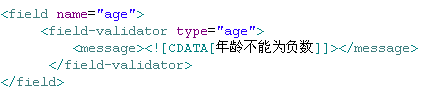 <field name="age">
<field-validator type="age">
<message><![CDATA[年龄不能为负数]]></message>
</field-validator>
</field>